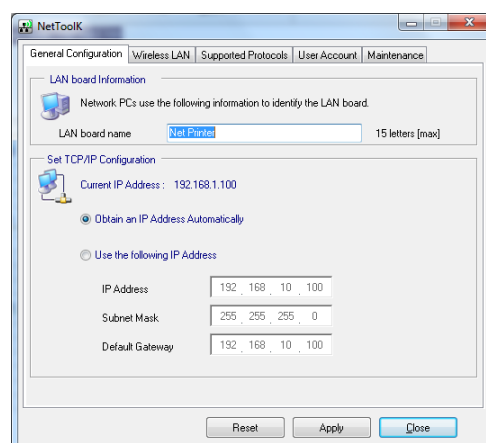 NetToolK
General Configuration Wireless LAN Supported Protocols User Account Maintenance
LAN board Information
Network PCs use the following information to identify the LAN board.
LAN board name Net Printer 15 letters [max]
Set TCP/IP Configuration
Current IP Address : 192.168.1.100
Obtain an IP Address Automatically
Use the following IP Address
IP Address 192 . 168 . 10 . 100
Subnet Mask 255 . 255 . 255 . 0
Default Gateway 192 . 168 . 10 . 100
Reset Apply Close